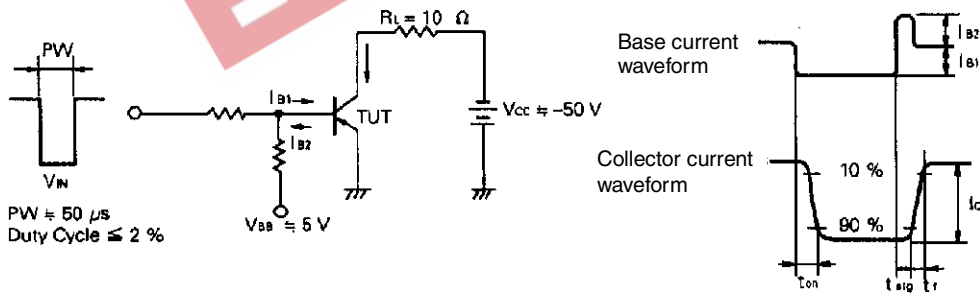 PW
VIN
PW ≒ 50 µs
Duty Cycle ≦ 2 %
RL = 10 Ω
IB1
IB2
TUT
VCC ≒ −50 V
VBB ≒ 5 V
Base current
waveform
IB2
IB1
Collector current
waveform
10 %
90 %
IC
ton
tstg
tf